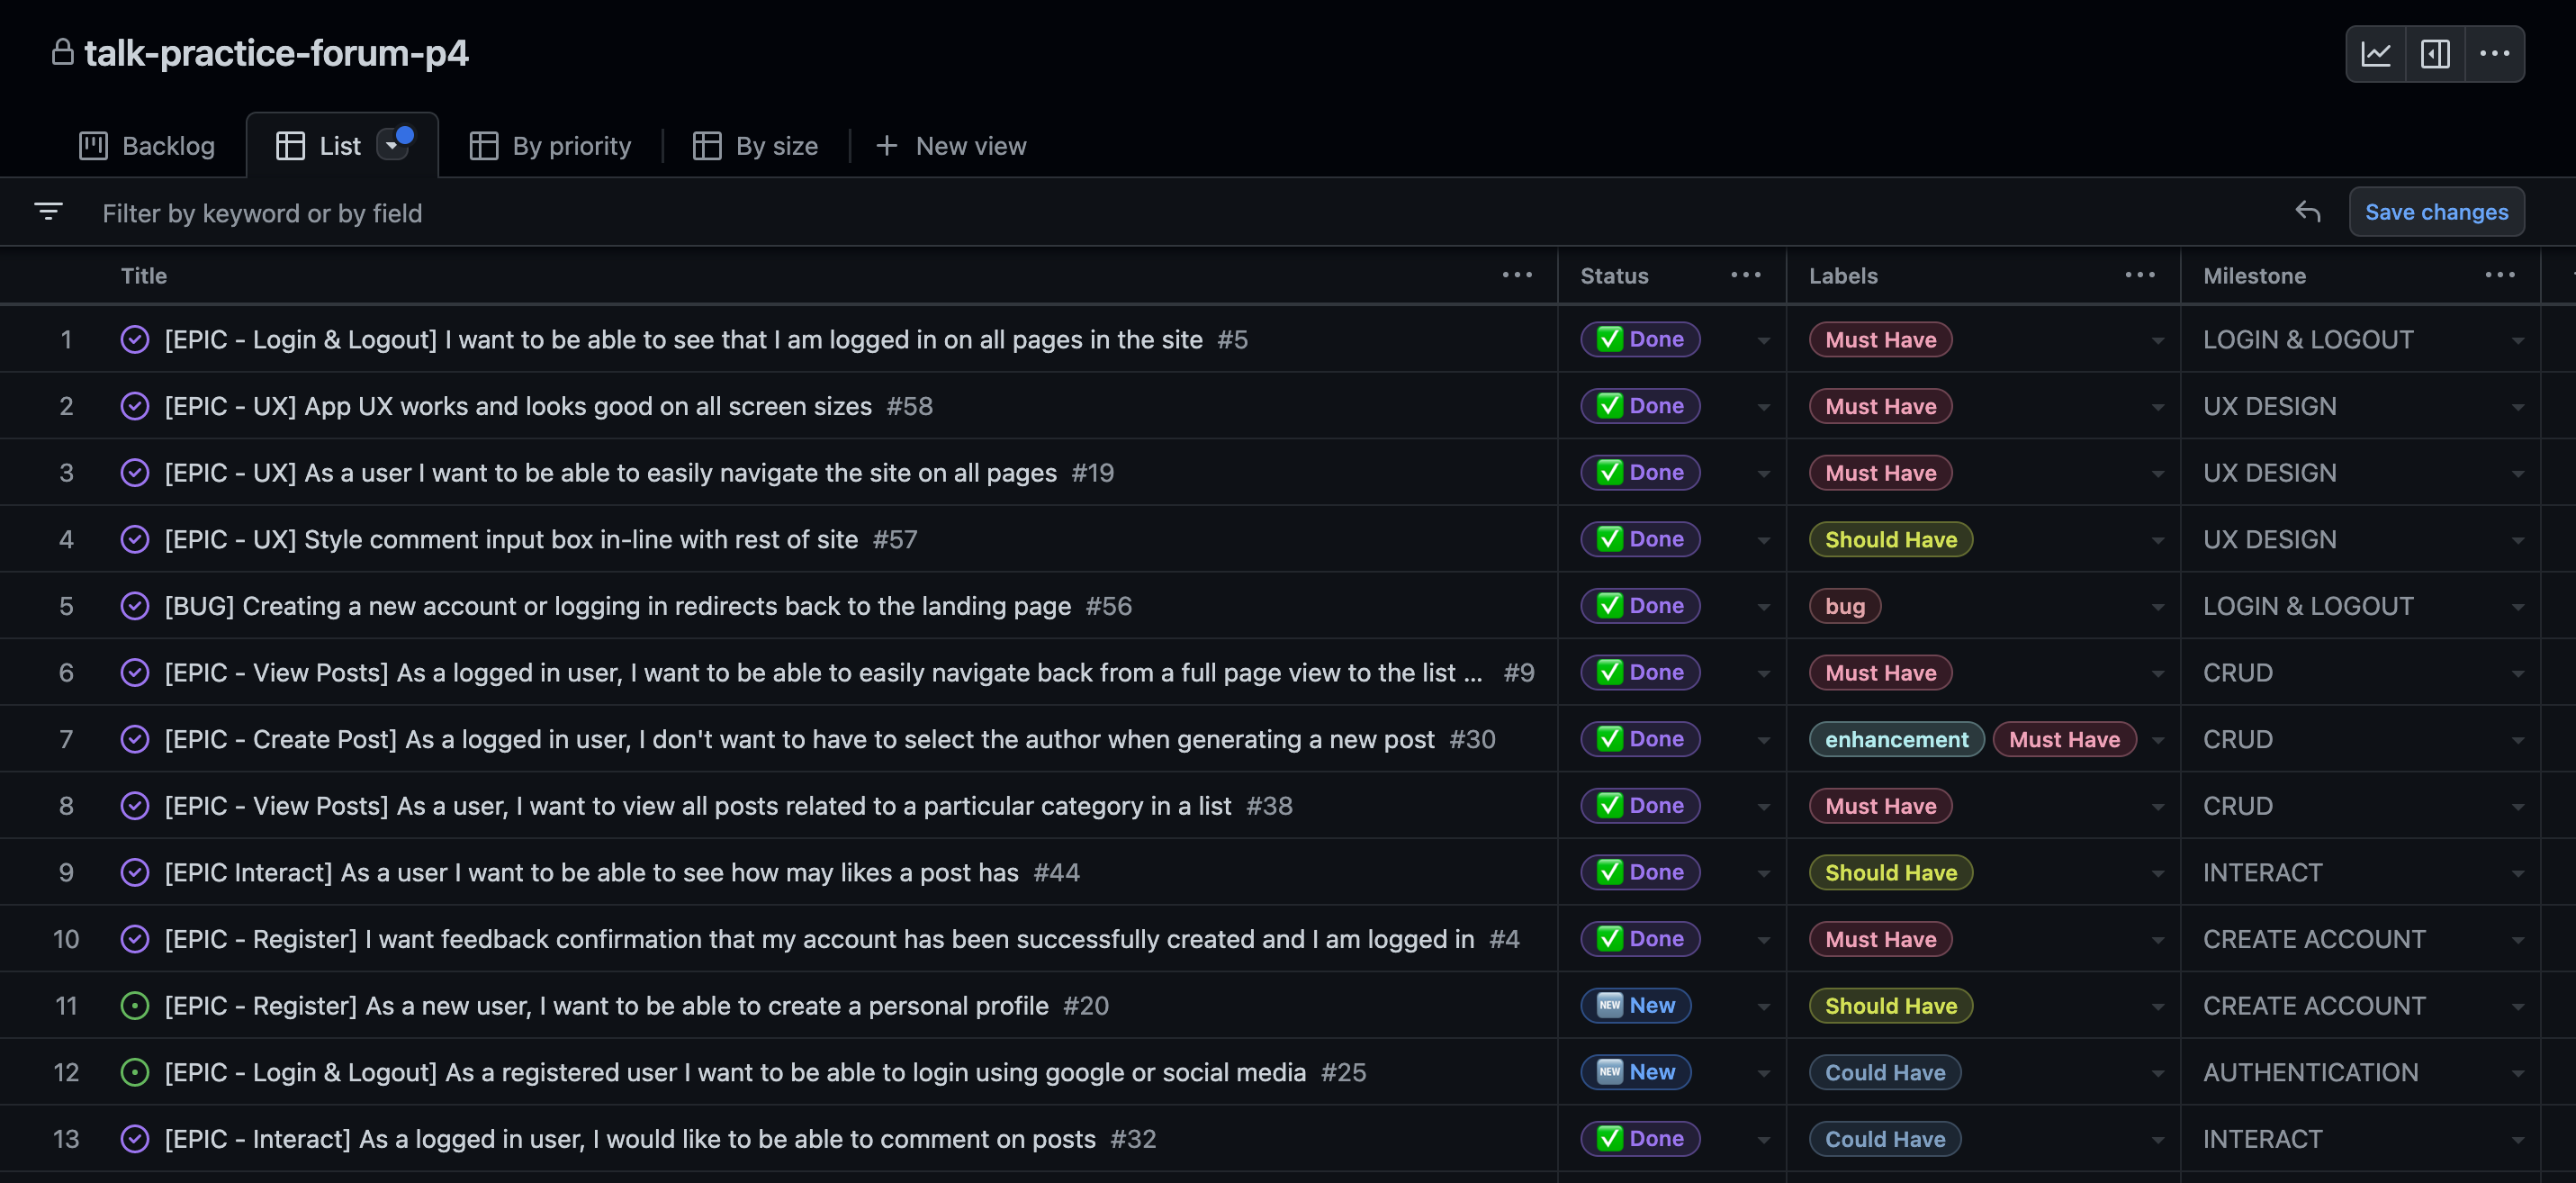 talk-practice-forum-p4
Backlog List By priority By size New view
Filter by keyword or by field Save changes
Title Status Labels Milestone
1 [EPIC - Login & Logout] I want to be able to see that I am logged in on all pages in the site #5 Done Must Have LOGIN & LOGOUT
2 [EPIC - UX] App UX works and looks good on all screen sizes #58 Done Must Have UX DESIGN
3 [EPIC - UX] As a user I want to be able to easily navigate the site on all pages #19 Done Must Have UX DESIGN
4 [EPIC - UX] Style comment input box in-line with rest of site #57 Done Should Have UX DESIGN
5 [BUG] Creating a new account or logging in redirects back to the landing page #56 Done bug LOGIN & LOGOUT
6 [EPIC - View Posts] As a logged in user, I want to be able to easily navigate back from a full page view to the list ... #9 Done Must Have CRUD
7 [EPIC - Create Post] As a logged in user, I don't want to have to select the author when generating a new post #30 Done enhancement Must Have CRUD
8 [EPIC - View Posts] As a user, I want to view all posts related to a particular category in a list #38 Done Must Have CRUD
9 [EPIC Interact] As a user I want to be able to see how may likes a post has #44 Done Should Have INTERACT
10 [EPIC - Register] I want feedback confirmation that my account has been successfully created and I am logged in #4 Done Must Have CREATE ACCOUNT
11 [EPIC - Register] As a new user, I want to be able to create a personal profile #20 NEW New Should Have CREATE ACCOUNT
12 [EPIC - Login & Logout] As a registered user I want to be able to login using google or social media #25 NEW New Could Have AUTHENTICATION
13 [EPIC - Interact] As a logged in user, I would like to be able to comment on posts #32 Done Could Have INTERACT